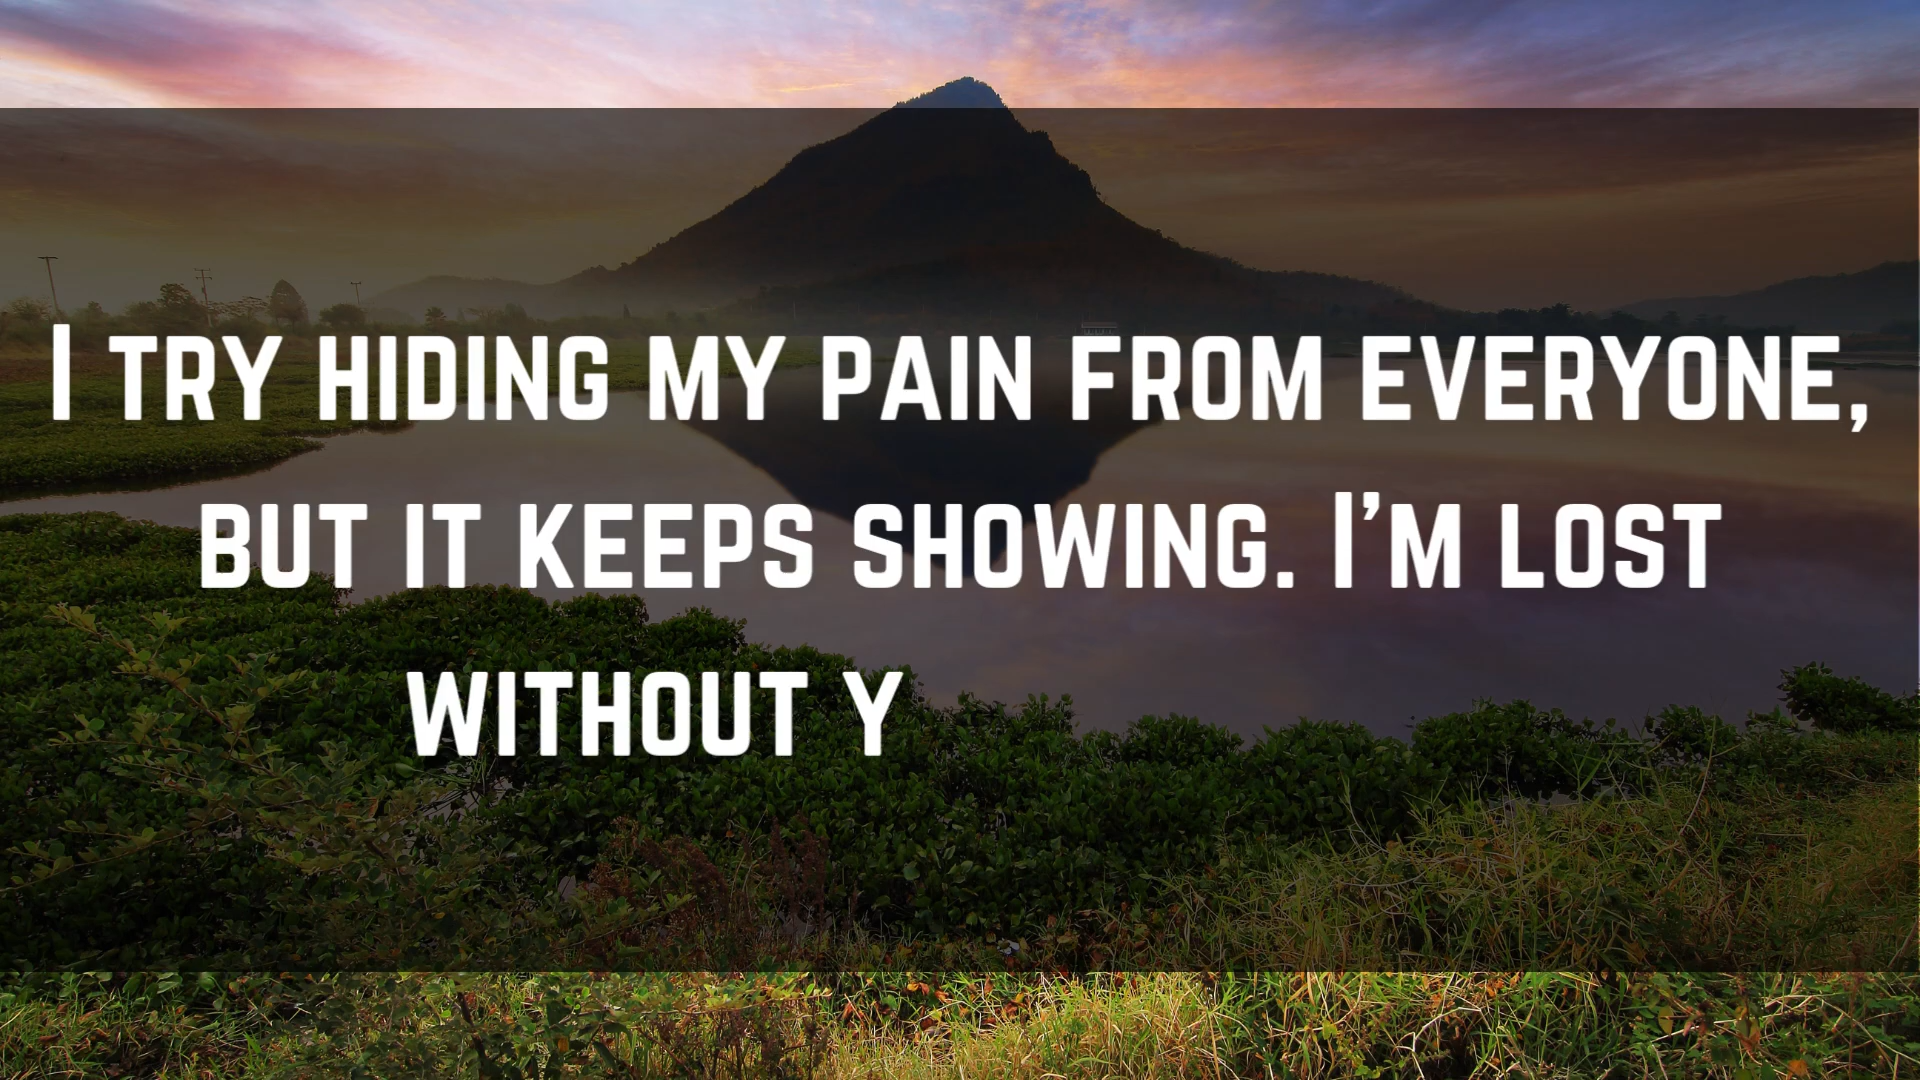 I TRY HIDING MY PAIN FROM EVERYONE,
BUT IT KEEPS SHOWING. I'M LOST
WITHOUT Y